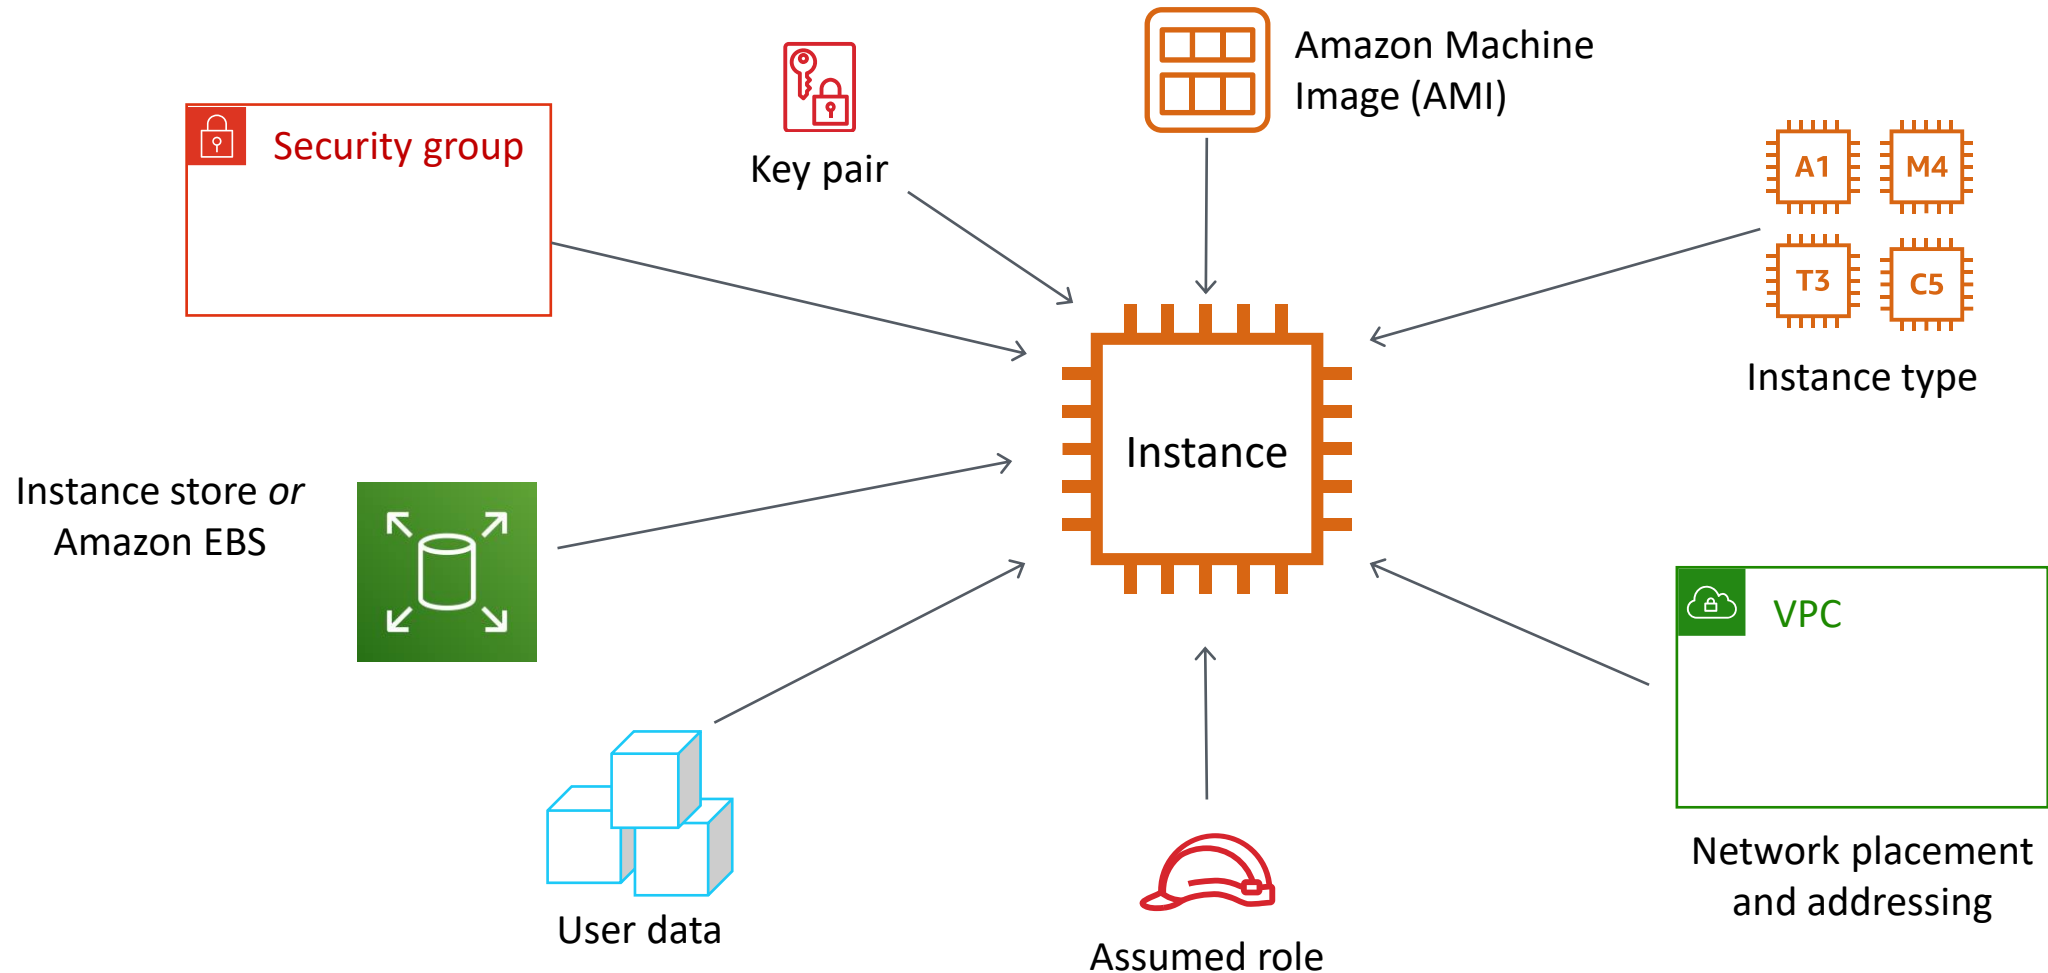 Amazon Machine
Image (AMI)
Security group
Key pair
A1
M4
T3
C5
Instance type
Instance
Instance store or
Amazon EBS
VPC
Network placement
and addressing
User data
Assumed role